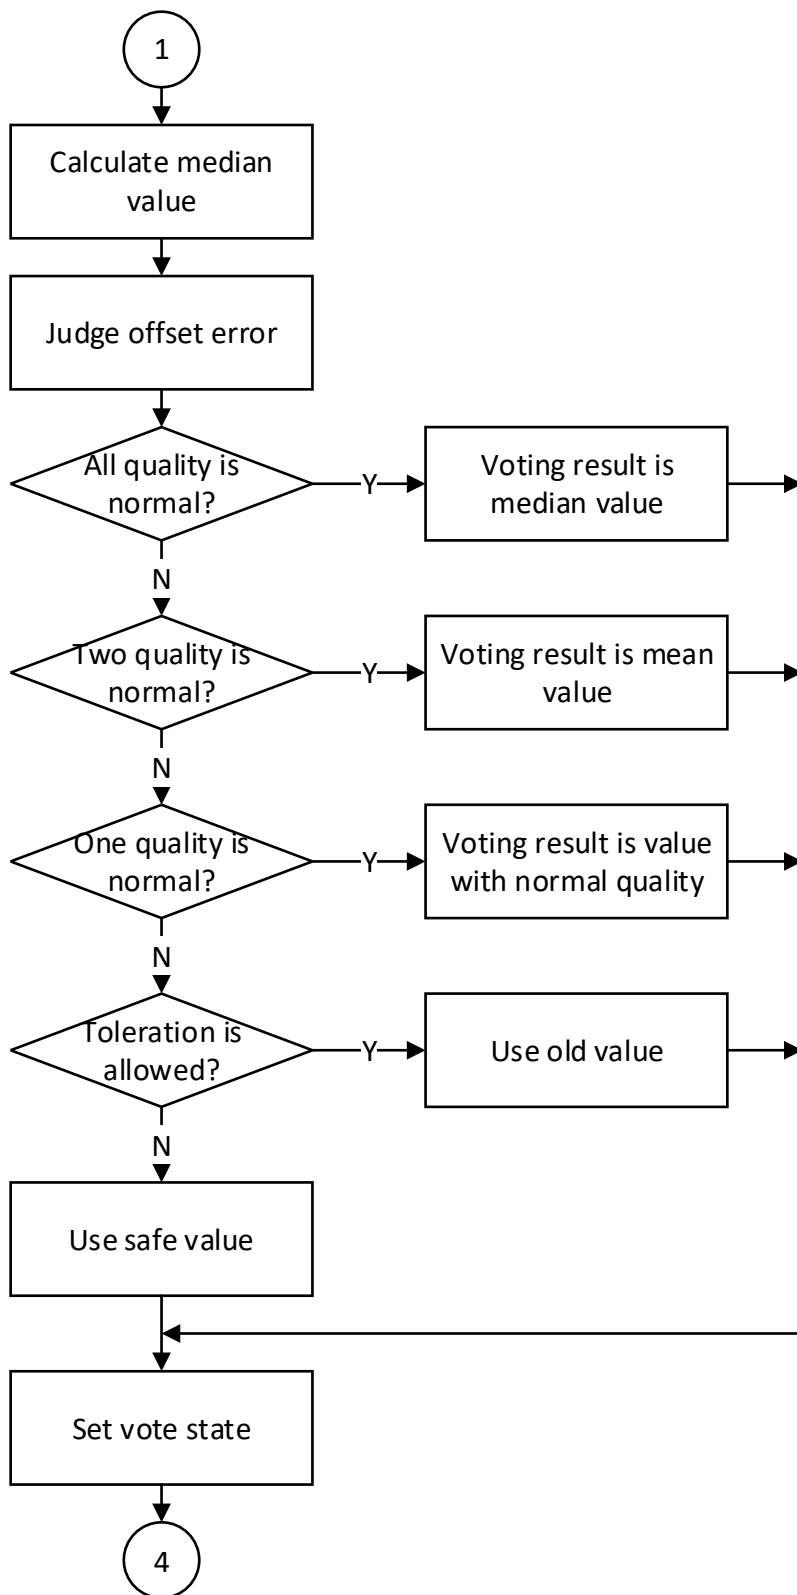 1
Calculate median
value
Judge offset error
All quality is
normal?
Y
Voting result is
median value
N
Two quality is
normal?
Y
Voting result is mean
value
N
One quality is
normal?
Y
Voting result is value
with normal quality
N
Toleration is
allowed?
Y
Use old value
N
Use safe value
Set vote state
4